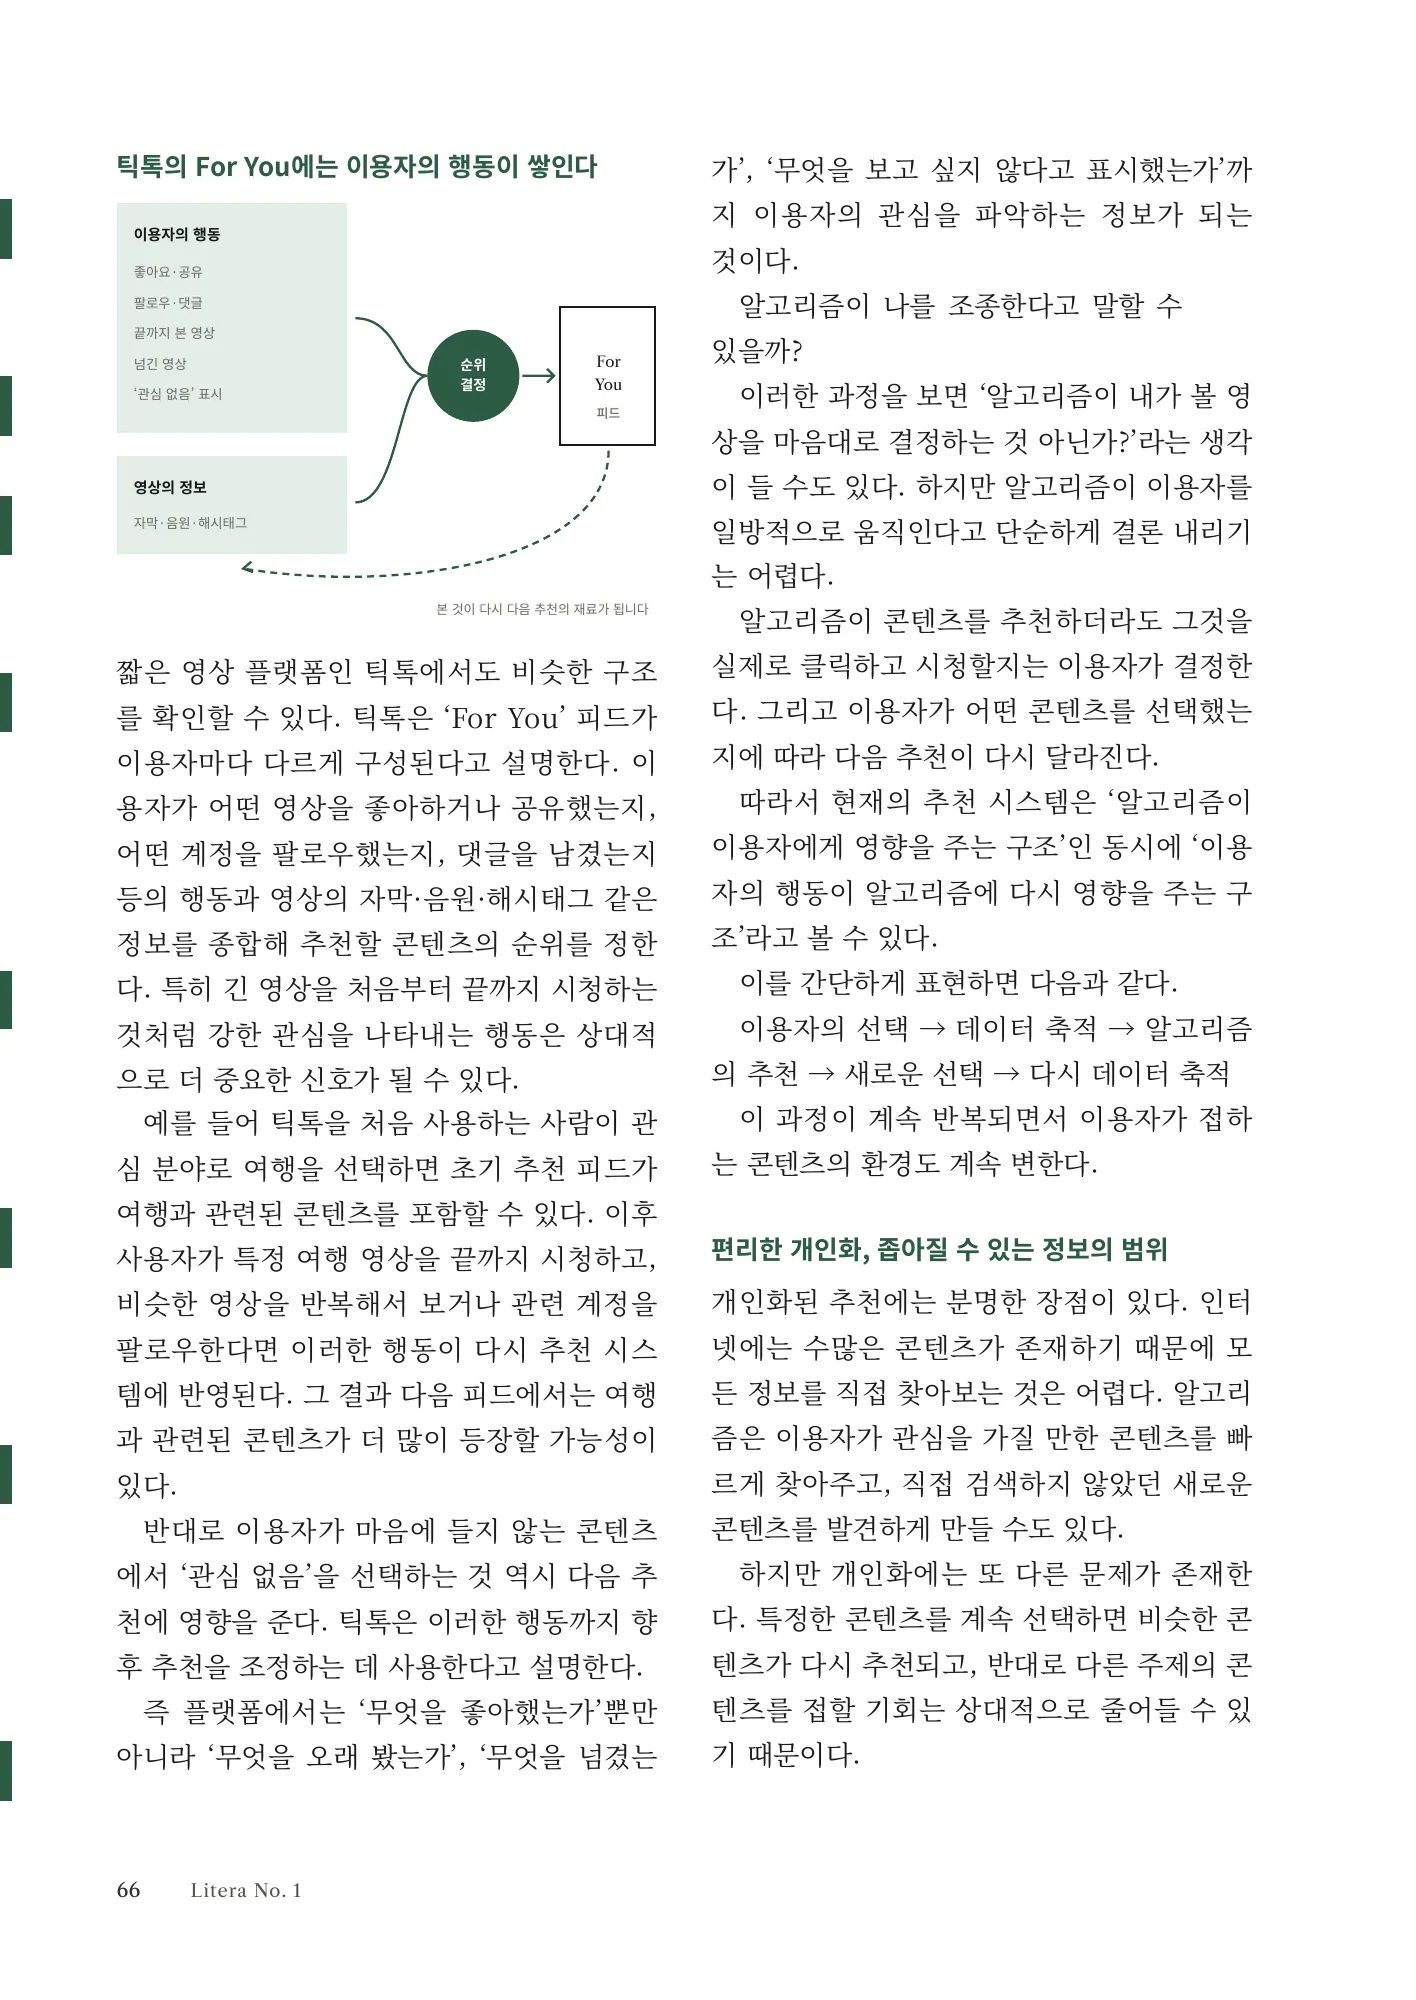 틱톡의 For You에는 이용자의 행동이 쌓인다
이용자의 행동
좋아요·공유
팔로우·댓글
끝까지 본 영상
넘긴 영상
‘관심 없음’ 표시
영상의 정보
자막·음원·해시태그
순위
결정
For
You
피드
본 것이 다시 다음 추천의 재료가 됩니다
짧은 영상 플랫폼인 틱톡에서도 비슷한 구조
를 확인할 수 있다. 틱톡은 ‘For You’ 피드가
이용자마다 다르게 구성된다고 설명한다. 이
용자가 어떤 영상을 좋아하거나 공유했는지,
어떤 계정을 팔로우했는지, 댓글을 남겼는지
등의 행동과 영상의 자막·음원·해시태그 같은
정보를 종합해 추천할 콘텐츠의 순위를 정한
다. 특히 긴 영상을 처음부터 끝까지 시청하는
것처럼 강한 관심을 나타내는 행동은 상대적
으로 더 중요한 신호가 될 수 있다.
예를 들어 틱톡을 처음 사용하는 사람이 관
심 분야로 여행을 선택하면 초기 추천 피드가
여행과 관련된 콘텐츠를 포함할 수 있다. 이후
사용자가 특정 여행 영상을 끝까지 시청하고,
비슷한 영상을 반복해서 보거나 관련 계정을
팔로우한다면 이러한 행동이 다시 추천 시스
템에 반영된다. 그 결과 다음 피드에서는 여행
과 관련된 콘텐츠가 더 많이 등장할 가능성이
있다.
반대로 이용자가 마음에 들지 않는 콘텐츠
에서 ‘관심 없음’을 선택하는 것 역시 다음 추
천에 영향을 준다. 틱톡은 이러한 행동까지 향
후 추천을 조정하는 데 사용한다고 설명한다.
즉 플랫폼에서는 ‘무엇을 좋아했는가’뿐만
아니라 ‘무엇을 오래 봤는가’, ‘무엇을 넘겼는
가’, ‘무엇을 보고 싶지 않다고 표시했는가’까
지 이용자의 관심을 파악하는 정보가 되는
것이다.
알고리즘이 나를 조종한다고 말할 수
있을까?
이러한 과정을 보면 ‘알고리즘이 내가 볼 영
상을 마음대로 결정하는 것 아닌가?’라는 생각
이 들 수도 있다. 하지만 알고리즘이 이용자를
일방적으로 움직인다고 단순하게 결론 내리기
는 어렵다.
알고리즘이 콘텐츠를 추천하더라도 그것을
실제로 클릭하고 시청할지는 이용자가 결정한
다. 그리고 이용자가 어떤 콘텐츠를 선택했는
지에 따라 다음 추천이 다시 달라진다.
따라서 현재의 추천 시스템은 ‘알고리즘이
이용자에게 영향을 주는 구조’인 동시에 ‘이용
자의 행동이 알고리즘에 다시 영향을 주는 구
조’라고 볼 수 있다.
이를 간단하게 표현하면 다음과 같다.
이용자의 선택 → 데이터 축적 → 알고리즘
의 추천 → 새로운 선택 → 다시 데이터 축적
이 과정이 계속 반복되면서 이용자가 접하
는 콘텐츠의 환경도 계속 변한다.
편리한 개인화, 좁아질 수 있는 정보의 범위
개인화된 추천에는 분명한 장점이 있다. 인터
넷에는 수많은 콘텐츠가 존재하기 때문에 모
든 정보를 직접 찾아보는 것은 어렵다. 알고리
즘은 이용자가 관심을 가질 만한 콘텐츠를 빠
르게 찾아주고, 직접 검색하지 않았던 새로운
콘텐츠를 발견하게 만들 수도 있다.
하지만 개인화에는 또 다른 문제가 존재한
다. 특정한 콘텐츠를 계속 선택하면 비슷한 콘
텐츠가 다시 추천되고, 반대로 다른 주제의 콘
텐츠를 접할 기회는 상대적으로 줄어들 수 있
기 때문이다.
66 Litera No. 1